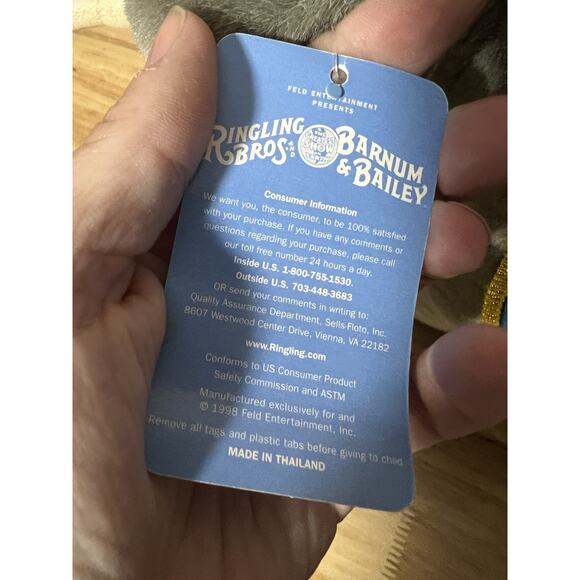 FELD ENTERTAINMENT
PRESENTS
RINGLING BARNUM
BROS. AND & BAILEY
THE GREATEST SHOW ON EARTH
Consumer Information
We want you, the consumer, to be 100% satisfied
with your purchase. If you have any comments or
questions regarding your purchase, please call
our toll free number 24 hours a day.
Inside U.S. 1-800-755-1530.
Outside U.S. 703-448-3683
OR send your comments in writing to:
Quality Assurance Department, Sells-Floto, Inc.
8607 Westwood Center Drive, Vienna, VA 22182
www.Ringling.com
Conforms to US Consumer Product
Safety Commission and ASTM
Manufactured exclusively for and
© 1998 Feld Entertainment, Inc.
Remove all tags and plastic tabs before giving to child
MADE IN THAILAND